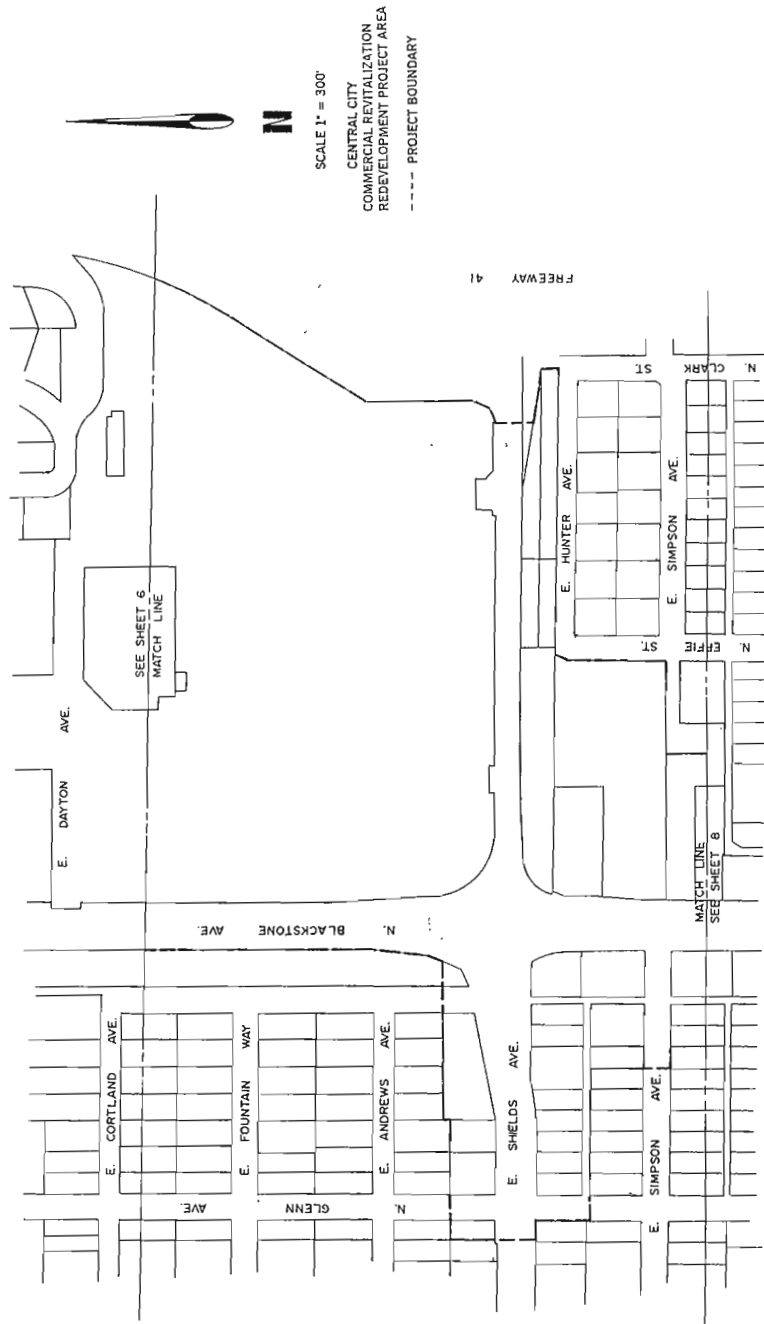 N
SCALE 1" = 300'
CENTRAL CITY
COMMERCIAL REVITALIZATION
REDEVELOPMENT PROJECT AREA
---- PROJECT BOUNDARY
FREEWAY 41
SEE SHEET 6
MATCH LINE
E. DAYTON AVE.
N. BLACKSTONE AVE.
E. CORTLAND AVE.
E. FOUNTAIN WAY
E. ANDREWS AVE.
N. GLENN AVE.
E. SHIELDS AVE.
E. SIMPSON AVE.
E. HUNTER AVE.
E. SIMPSON AVE.
N. CLARK ST.
N. EFFIE ST.
MATCH LINE
SEE SHEET 8